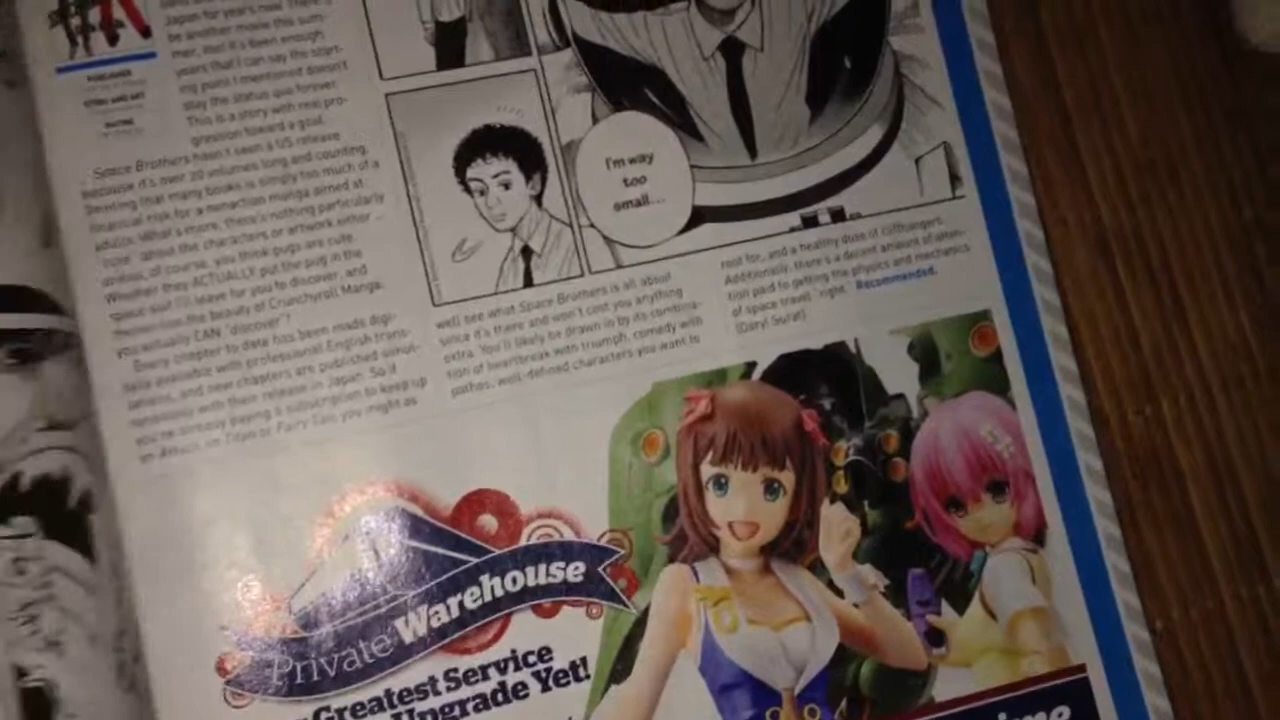 Japan for years now. There's
be another movie this sum-
mer, like! It's been enough
years that I can say the start-
ing point I mentioned doesn't
stay the status quo forever.
This is a story with real pro-
gression toward a goal.
PUBLISHER
STORY AND ART
RATING
Space Brothers hasn't seen a US release
because it's over 20 volumes long and counting.
Printing that many books is simply too much of a
financial risk for a nonaction manga aimed at
adults. What's more, there's nothing particularly
about the characters or artwork either —
unless, of course, you think pugs are cute.
Whether they ACTUALLY put the pug in the
space suit I'll leave for you to discover, and
the beauty of Crunchyroll Manga:
you actually CAN "discover"!
Every chapter to date has been made digi-
tally available with professional English trans-
lations, and new chapters are published simul-
taneously with their release in Japan. So if
you're already paying a subscription to keep up
on Attack on Titan or Fairy Tail, you might as
I'm way
too
small...
well see what Space Brothers is all about
since it's there and won't cost you anything
extra. You'll likely be drawn in by its combina-
tion of heartbreak with triumph, comedy with
pathos, well-defined characters you want to
root for, and a healthy dose of cliffhangers.
Additionally, there's a decent amount of atten-
tion paid to getting the physics and mechanics
of space travel "right." Recommended.
(Daryl Surat)
Private Warehouse
Greatest Service
Upgrade Yet!